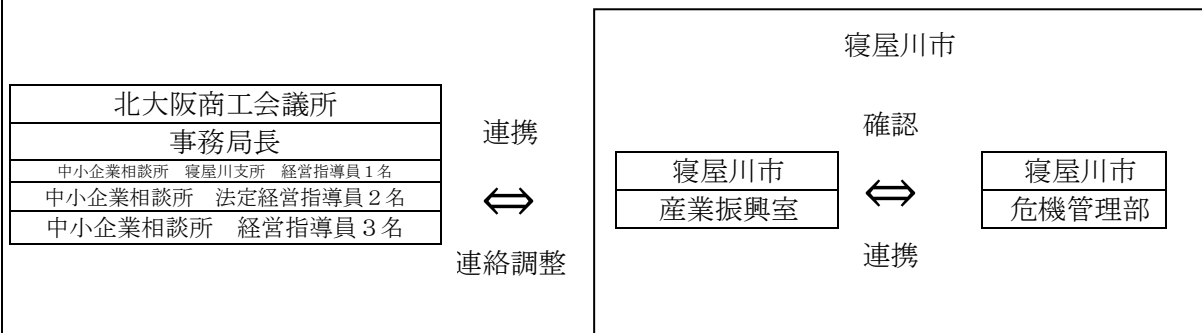 北大阪商工会議所
事務局長
中小企業相談所　寝屋川支所　経営指導員１名
中小企業相談所　法定経営指導員２名
中小企業相談所　経営指導員３名
連携
⇔
連絡調整
寝屋川市
確認
寝屋川市
産業振興室
⇔
寝屋川市
危機管理部
連携